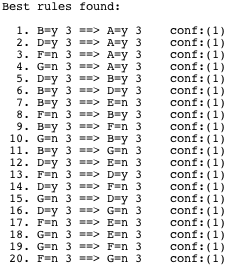 Best rules found:
1. B=y 3 ==> A=y 3 conf:(1)
2. D=y 3 ==> A=y 3 conf:(1)
3. F=n 3 ==> A=y 3 conf:(1)
4. G=n 3 ==> A=y 3 conf:(1)
5. D=y 3 ==> B=y 3 conf:(1)
6. B=y 3 ==> D=y 3 conf:(1)
7. B=y 3 ==> E=n 3 conf:(1)
8. F=n 3 ==> B=y 3 conf:(1)
9. B=y 3 ==> F=n 3 conf:(1)
10. G=n 3 ==> B=y 3 conf:(1)
11. B=y 3 ==> G=n 3 conf:(1)
12. D=y 3 ==> E=n 3 conf:(1)
13. F=n 3 ==> D=y 3 conf:(1)
14. D=y 3 ==> F=n 3 conf:(1)
15. G=n 3 ==> D=y 3 conf:(1)
16. D=y 3 ==> G=n 3 conf:(1)
17. F=n 3 ==> E=n 3 conf:(1)
18. G=n 3 ==> E=n 3 conf:(1)
19. G=n 3 ==> F=n 3 conf:(1)
20. F=n 3 ==> G=n 3 conf:(1)